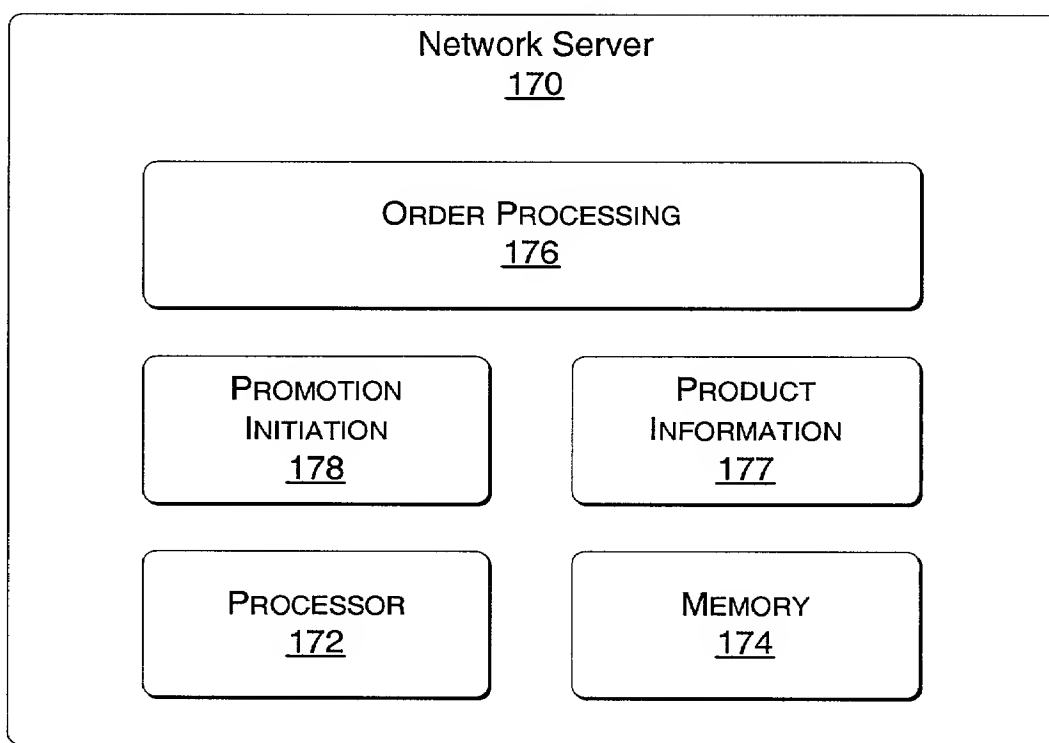 Network Server
170
ORDER PROCESSING
176
PROMOTION
INITIATION
178
PRODUCT
INFORMATION
177
PROCESSOR
172
MEMORY
174